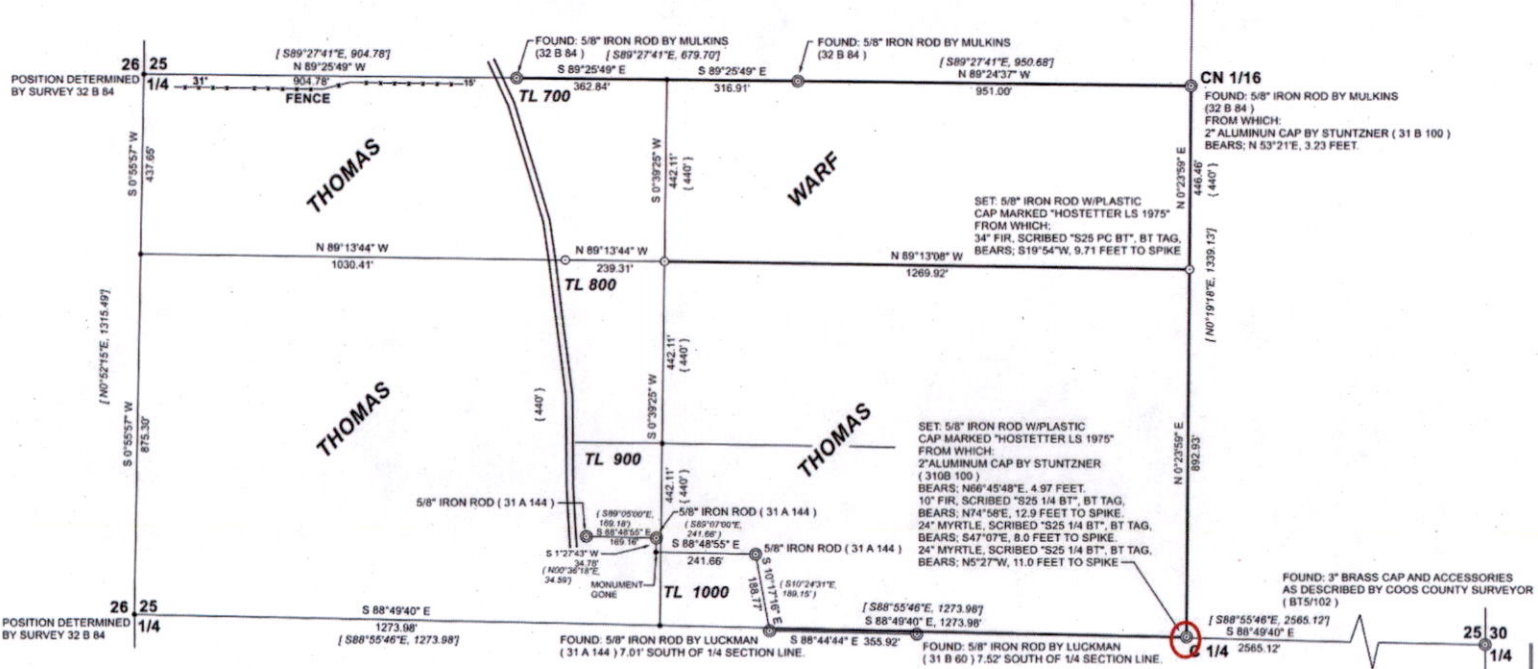 [ S89°27'41"E, 904.78']
N 89°25'49" W
904.78'
31'
15'
FENCE
26 25
1/4
POSITION DETERMINED
BY SURVEY 32 B 84
FOUND: 5/8" IRON ROD BY MULKINS
(32 B 84 )
[ S89°27'41"E, 679.70']
S 89°25'49" E
362.84'
TL 700
S 89°25'49" E
316.91'
FOUND: 5/8" IRON ROD BY MULKINS
(32 B 84 )
[S89°27'41"E, 950.68']
N 89°24'37" W
951.00'
CN 1/16
FOUND: 5/8" IRON ROD BY MULKINS
(32 B 84 )
FROM WHICH:
2" ALUMINUN CAP BY STUNTZNER ( 31 B 100 )
BEARS; N 53°21'E, 3.23 FEET.
S 0°55'57" W
437.65'
THOMAS
S 0°39'25" W
442.11'
( 440' )
WARF
N 0°23'59" E
446.46'
( 440' )
SET: 5/8" IRON ROD W/PLASTIC
CAP MARKED "HOSTETTER LS 1975"
FROM WHICH:
34" FIR, SCRIBED "S25 PC BT", BT TAG,
BEARS; S19°54"W, 9.71 FEET TO SPIKE
N 89°13'44" W
1030.41'
N 89°13'44" W
239.31'
TL 800
N 89°13'08" W
1269.92'
[ N0°19'18"E, 1339.13']
[ N0°52'15"E, 1315.49']
S 0°55'57" W
875.30'
THOMAS
( 440' )
442.11'
( 440' )
S 0°39'25" W
THOMAS
N 0°23'59" E
892.93'
SET: 5/8" IRON ROD W/PLASTIC
CAP MARKED "HOSTETTER LS 1975"
FROM WHICH:
2"ALUMINUM CAP BY STUNTZNER
( 310B 100 )
BEARS; N66°45'48"E, 4.97 FEET.
10" FIR, SCRIBED "S25 1/4 BT", BT TAG,
BEARS; N74°58'E, 12.9 FEET TO SPIKE.
24" MYRTLE, SCRIBED "S25 1/4 BT", BT TAG,
BEARS; S47°07'E, 8.0 FEET TO SPIKE.
24" MYRTLE, SCRIBED "S25 1/4 BT", BT TAG,
BEARS; N5°27'W, 11.0 FEET TO SPIKE
TL 900
442.11'
( 440' )
5/8" IRON ROD ( 31 A 144 )
( S89°05'00"E,
169.18')
S 88°48'55" E
169.16'
5/8" IRON ROD ( 31 A 144 )
( S89°07'00"E,
241.66')
S 88°48'55" E
241.66'
5/8" IRON ROD ( 31 A 144 )
S 1°27'43" W
34.78'
( N00°36'18"E,
34.59')
MONUMENT
GONE
TL 1000
S 10°17'16" E
188.77'
( S10°24'31"E,
189.15')
26 25
1/4
POSITION DETERMINED
BY SURVEY 32 B 84
S 88°49'40" E
1273.98'
[S88°55'46"E, 1273.98']
FOUND: 5/8" IRON ROD BY LUCKMAN
( 31 A 144 ) 7.01' SOUTH OF 1/4 SECTION LINE.
[S88°55'46"E, 1273.98']
S 88°49'40" E, 1273.98'
S 88°44'44" E 355.92'
FOUND: 5/8" IRON ROD BY LUCKMAN
( 31 B 60 ) 7.52' SOUTH OF 1/4 SECTION LINE.
C 1/4
[ S88°55'46"E, 2565.12']
S 88°49'40" E
2565.12'
FOUND: 3" BRASS CAP AND ACCESSORIES
AS DESCRIBED BY COOS COUNTY SURVEYOR
( BT5/102 )
25 30
1/4